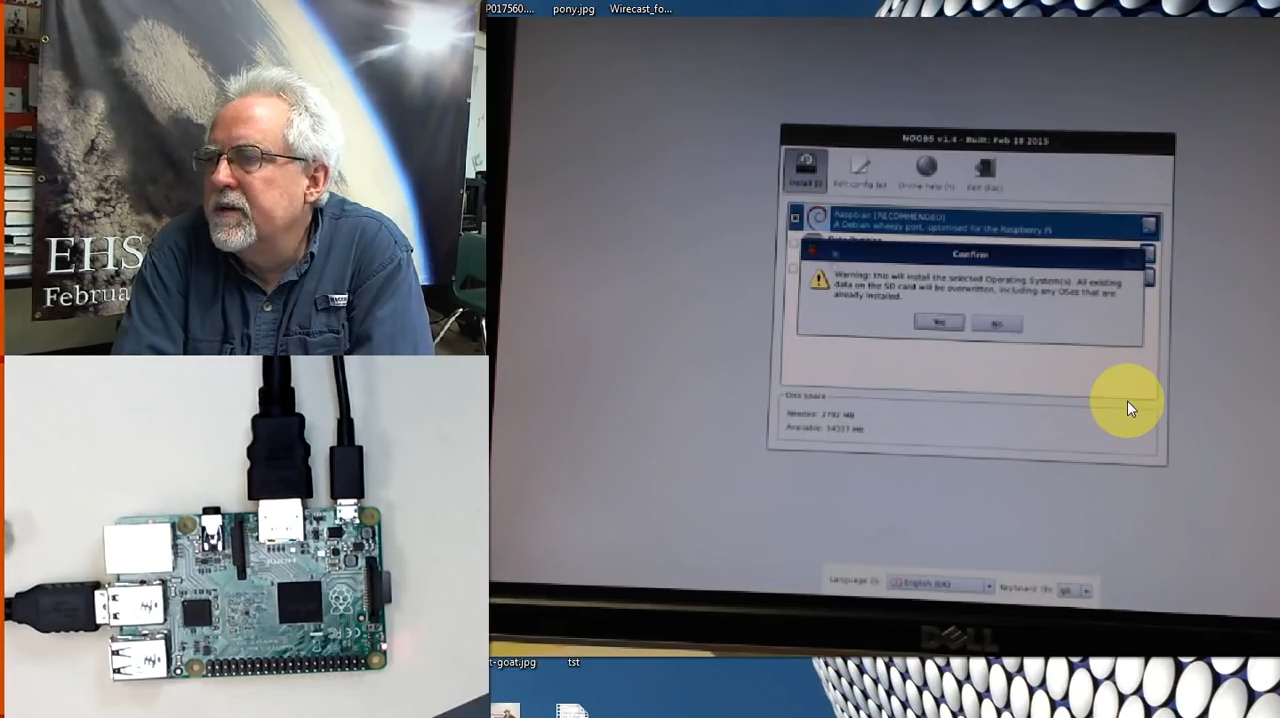 P017560....
pony.jpg
Wirecast_fo...
EHS
Februa
NOOBS v1.4 - Built: Feb 18 2015
Install (i)
Edit config (e)
Online help (h)
Exit (Esc)
Raspbian [RECOMMENDED]
A Debian wheezy port, optimised for the Raspberry Pi
Confirm
Warning: this will install the selected Operating System(s). All existing
data on the SD card will be overwritten, including any OSes that are
already installed.
Yes
No
Disk space
Needed: 2792 MB
Available: 14337 MB
Language (l):
English (UK)
Keyboard (9):
gb
DELL
t-goat.jpg
tst
HDMI
CE